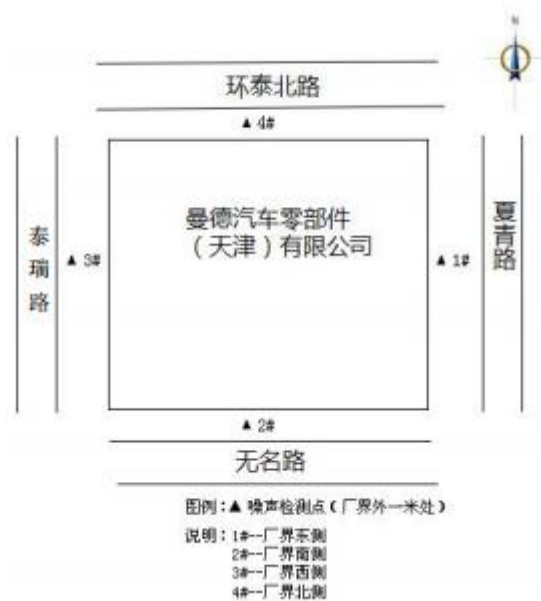 N
环泰北路
▲ 4#
曼德汽车零部件
（天津）有限公司
泰瑞路
▲ 3#
▲ 1#
夏青路
▲ 2#
无名路
图例：▲ 噪声检测点（厂界外一米处）
说明：1#--厂界东侧
2#--厂界南侧
3#--厂界西侧
4#--厂界北侧